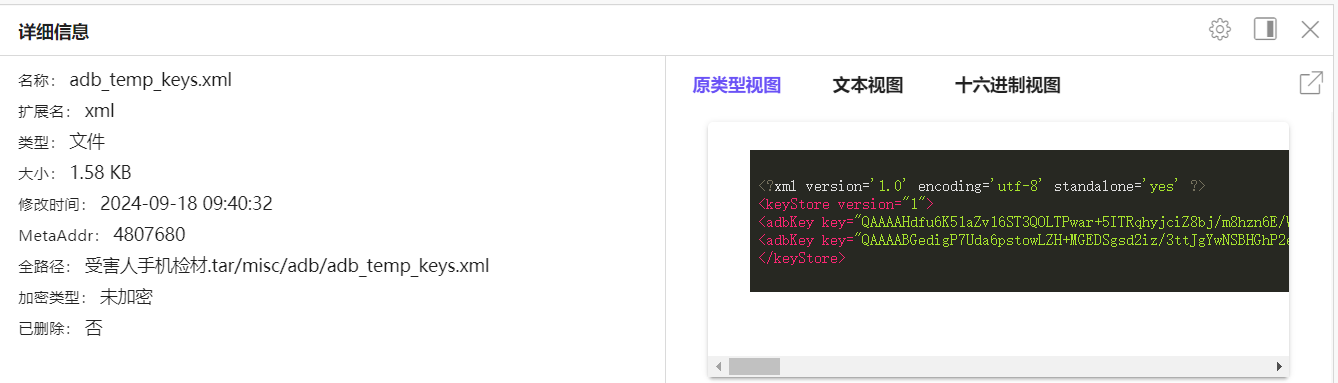 详细信息
名称： adb_temp_keys.xml
扩展名： xml
类型： 文件
大小： 1.58 KB
修改时间： 2024-09-18 09:40:32
MetaAddr： 4807680
全路径： 受害人手机检材.tar/misc/adb/adb_temp_keys.xml
加密类型： 未加密
已删除： 否
原类型视图 文本视图 十六进制视图
<?xml version='1.0' encoding='utf-8' standalone='yes' ?>
<keyStore version="1">
<adbKey key="QAAAAHdfu6K51aZvl6ST3QOLTPwar+5ITRqhyjciZ8bj/m8hzn6E/
<adbKey key="QAAAABGedigP7Uda6pstowLZH+MGEDSgsd2iz/3ttJgYwNSBHGhP2
</keyStore>